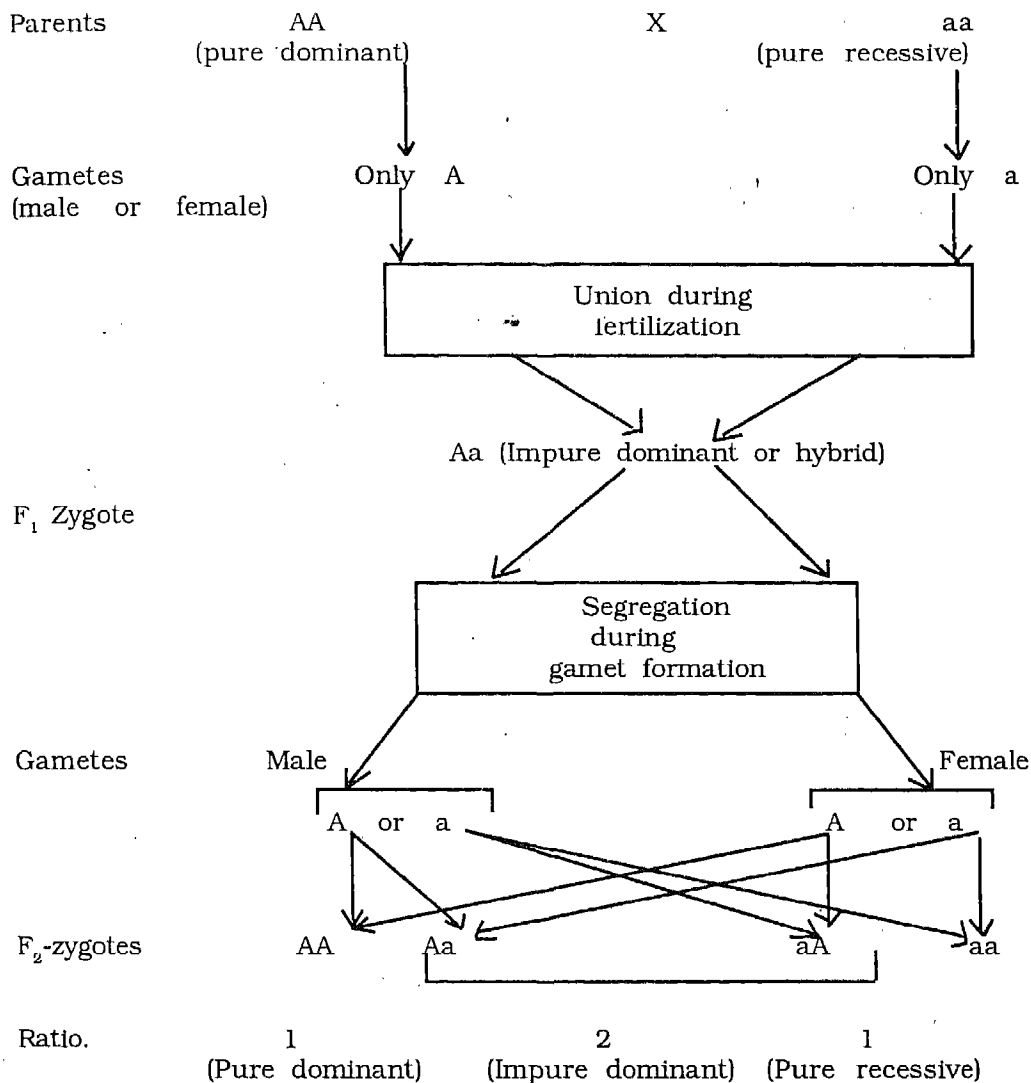 Parents AA X aa
(pure dominant) (pure recessive)
Gametes Only A Only a
(male or female)
Union during
fertilization
Aa (Impure dominant or hybrid)
F₁ Zygote
Segregation
during
gamet formation
Gametes Male Female
A or a A or a
F₂-zygotes AA Aa aA aa
Ratio. 1 2 1
(Pure dominant) (Impure dominant) (Pure recessive)